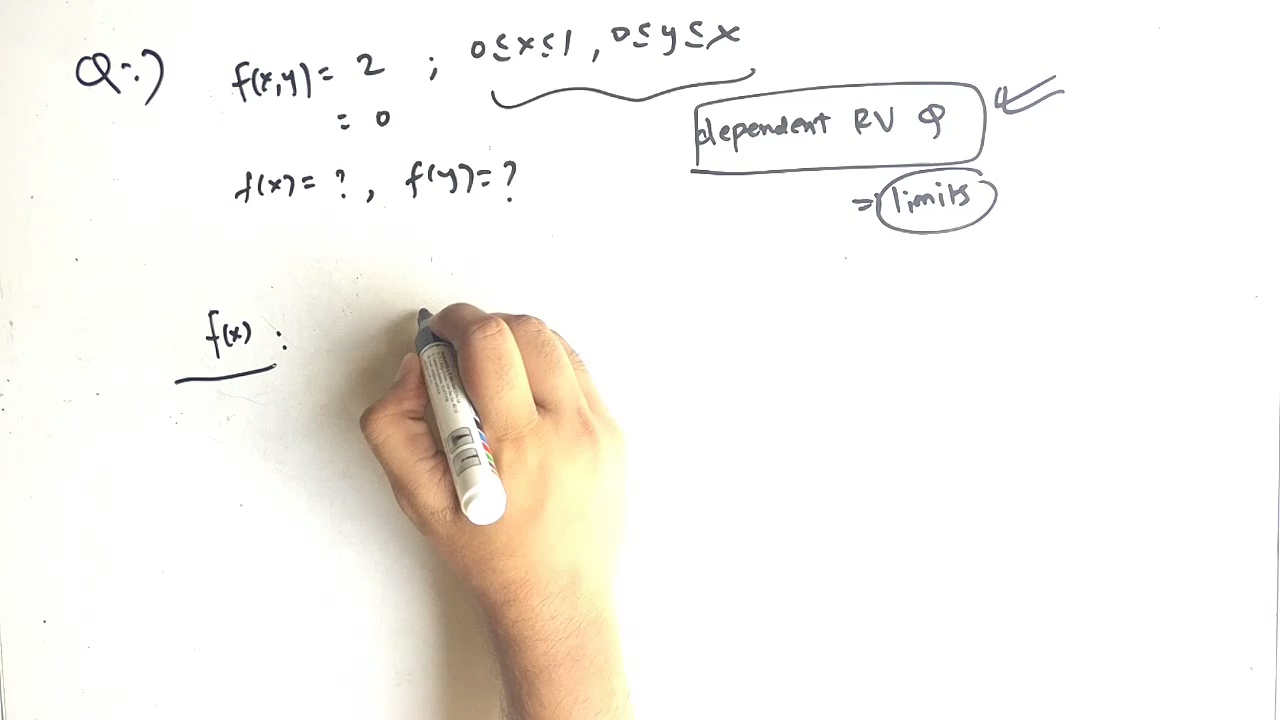 Q:-) f(x,y) = 2 ; 0 ≤ x ≤ 1 , 0 ≤ y ≤ x
= 0
dependent RV Q
f(x) = ? , f(y) = ?
⇒ limits
f(x) :